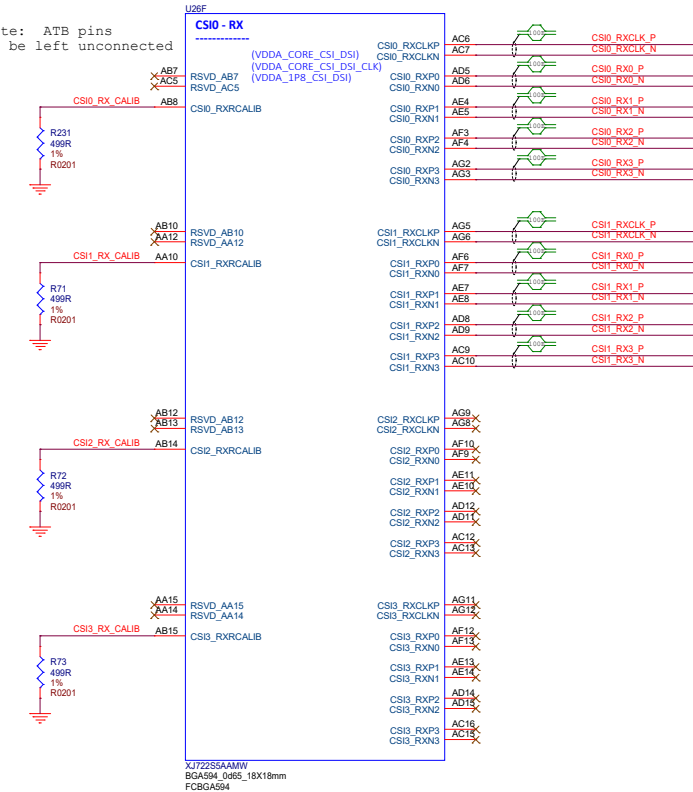 U26F
CSI0 - RX
-------------
te: ATB pins
be left unconnected
(VDDA_CORE_CSI_DSI)
(VDDA_CORE_CSI_DSI_CLK)
(VDDA_1P8_CSI_DSI)
CSI0_RXCLKP AC6 CSI0_RXCLK_P
CSI0_RXCLKN AC7 CSI0_RXCLK_N
AB7 RSVD_AB7
AC5 RSVD_AC5
CSI0_RXP0 AD5 CSI0_RX0_P
CSI0_RXN0 AD6 CSI0_RX0_N
CSI0_RX_CALIB AB8 CSI0_RXRCALIB
CSI0_RXP1 AE4 CSI0_RX1_P
CSI0_RXN1 AE5 CSI0_RX1_N
R231
499R
1%
R0201
CSI0_RXP2 AF3 CSI0_RX2_P
CSI0_RXN2 AF4 CSI0_RX2_N
CSI0_RXP3 AG2 CSI0_RX3_P
CSI0_RXN3 AG3 CSI0_RX3_N
AB10 RSVD_AB10
AA12 RSVD_AA12
CSI1_RXCLKP AG5 CSI1_RXCLK_P
CSI1_RXCLKN AG6 CSI1_RXCLK_N
CSI1_RX_CALIB AA10 CSI1_RXRCALIB
CSI1_RXP0 AF6 CSI1_RX0_P
CSI1_RXN0 AF7 CSI1_RX0_N
R71
499R
1%
R0201
CSI1_RXP1 AE7 CSI1_RX1_P
CSI1_RXN1 AE8 CSI1_RX1_N
CSI1_RXP2 AD8 CSI1_RX2_P
CSI1_RXN2 AD9 CSI1_RX2_N
CSI1_RXP3 AC9 CSI1_RX3_P
CSI1_RXN3 AC10 CSI1_RX3_N
AB12 RSVD_AB12
AB13 RSVD_AB13
CSI2_RXCLKP AG9
CSI2_RXCLKN AG8
CSI2_RX_CALIB AB14 CSI2_RXRCALIB
CSI2_RXP0 AF10
CSI2_RXN0 AF9
R72
499R
1%
R0201
CSI2_RXP1 AE11
CSI2_RXN1 AE10
CSI2_RXP2 AD12
CSI2_RXN2 AD11
CSI2_RXP3 AC12
CSI2_RXN3 AC13
AA15 RSVD_AA15
AA14 RSVD_AA14
CSI3_RXCLKP AG11
CSI3_RXCLKN AG12
CSI3_RX_CALIB AB15 CSI3_RXRCALIB
CSI3_RXP0 AF12
CSI3_RXN0 AF13
R73
499R
1%
R0201
CSI3_RXP1 AE13
CSI3_RXN1 AE14
CSI3_RXP2 AD14
CSI3_RXN2 AD15
CSI3_RXP3 AC16
CSI3_RXN3 AC15
XJ722S5AAMW
BGA594_0d65_18X18mm
FCBGA594